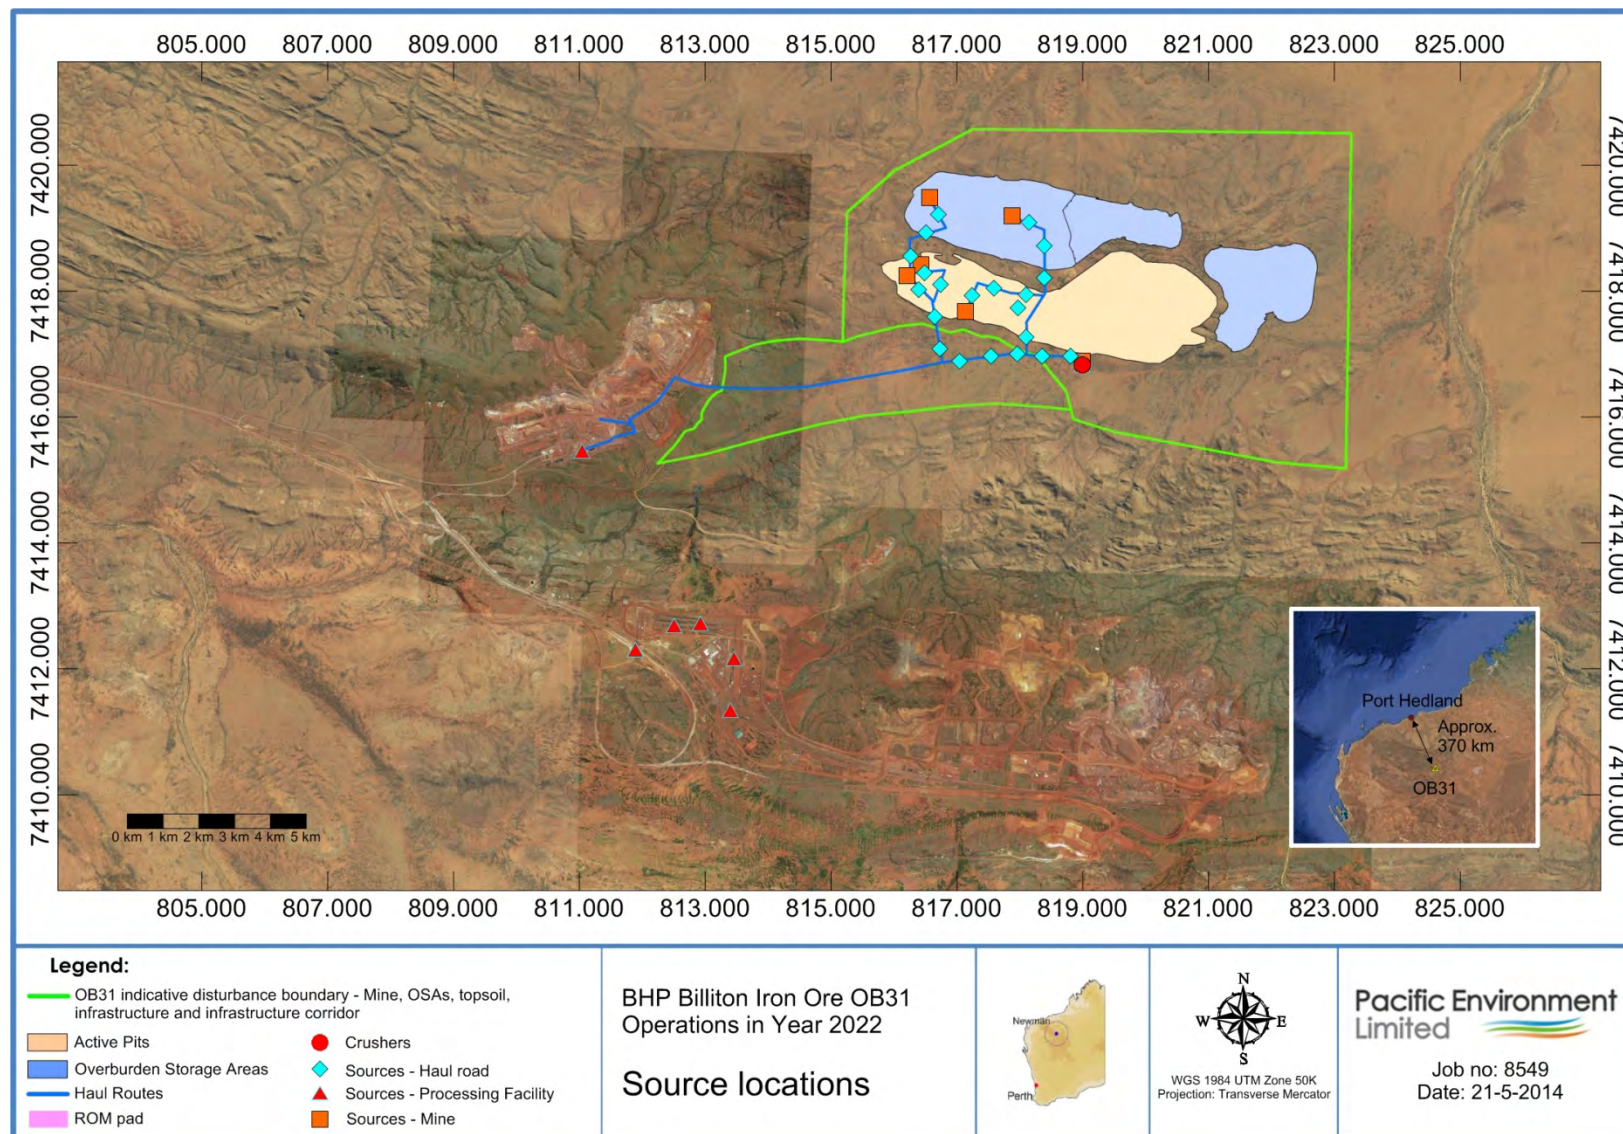 805.000 807.000 809.000 811.000 813.000 815.000 817.000 819.000 821.000 823.000 825.000
7420.000
7418.000
7416.000
7414.000
7412.000
7410.000
7420.000
7418.000
7416.000
7414.000
7412.000
7410.000
Port Hedland
Approx.
370 km
OB31
0 km 1 km 2 km 3 km 4 km 5 km
805.000 807.000 809.000 811.000 813.000 815.000 817.000 819.000 821.000 823.000 825.000
Legend:
OB31 indicative disturbance boundary - Mine, OSAs, topsoil,
infrastructure and infrastructure corridor
Active Pits
Overburden Storage Areas
Haul Routes
ROM pad
Crushers
Sources - Haul road
Sources - Processing Facility
Sources - Mine
BHP Billiton Iron Ore OB31
Operations in Year 2022
Source locations
Newman
Perth
N
W E
S
WGS 1984 UTM Zone 50K
Projection: Transverse Mercator
Pacific Environment
Limited
Job no: 8549
Date: 21-5-2014